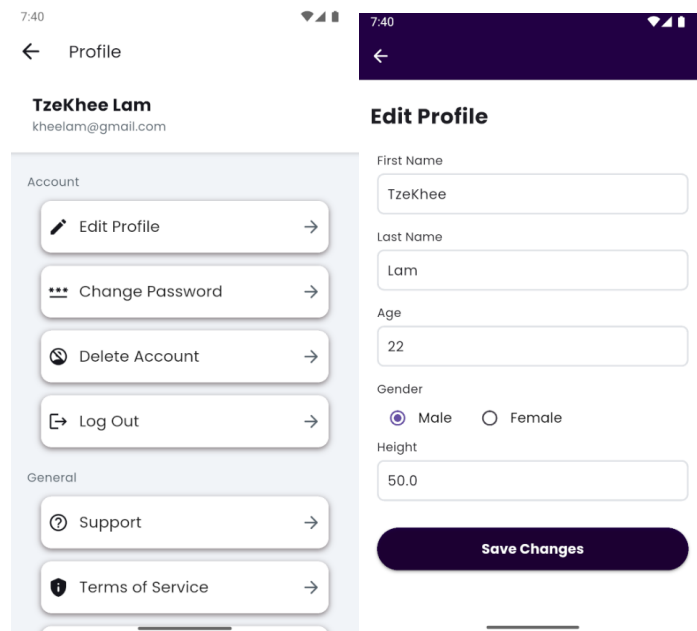 7:40
Profile
TzeKhee Lam
kheelam@gmail.com
Account
Edit Profile
Change Password
Delete Account
Log Out
General
Support
Terms of Service
7:40
Edit Profile
First Name
TzeKhee
Last Name
Lam
Age
22
Gender
Male Female
Height
50.0
Save Changes